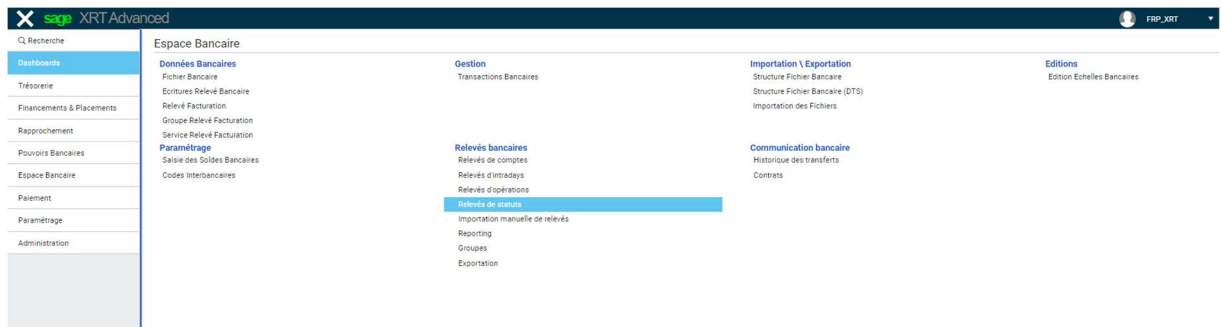 sage XRT Advanced
FRP_XRT
Recherche
Dashboards
Trésorerie
Financements & Placements
Rapprochement
Pouvoirs Bancaires
Espace Bancaire
Paiement
Paramétrage
Administration
Espace Bancaire
Données Bancaires
Fichier Bancaire
Ecritures Relevé Bancaire
Relevé Facturation
Groupe Relevé Facturation
Service Relevé Facturation
Gestion
Transactions Bancaires
Importation \ Exportation
Structure Fichier Bancaire
Structure Fichier Bancaire (DTS)
Importation des Fichiers
Editions
Edition Echelles Bancaires
Paramétrage
Saisie des Soldes Bancaires
Codes Interbancaires
Relevés bancaires
Relevés de comptes
Relevés d'intradays
Relevés d'opérations
Relevés de statuts
Importation manuelle de relevés
Reporting
Groupes
Exportation
Communication bancaire
Historique des transferts
Contrats